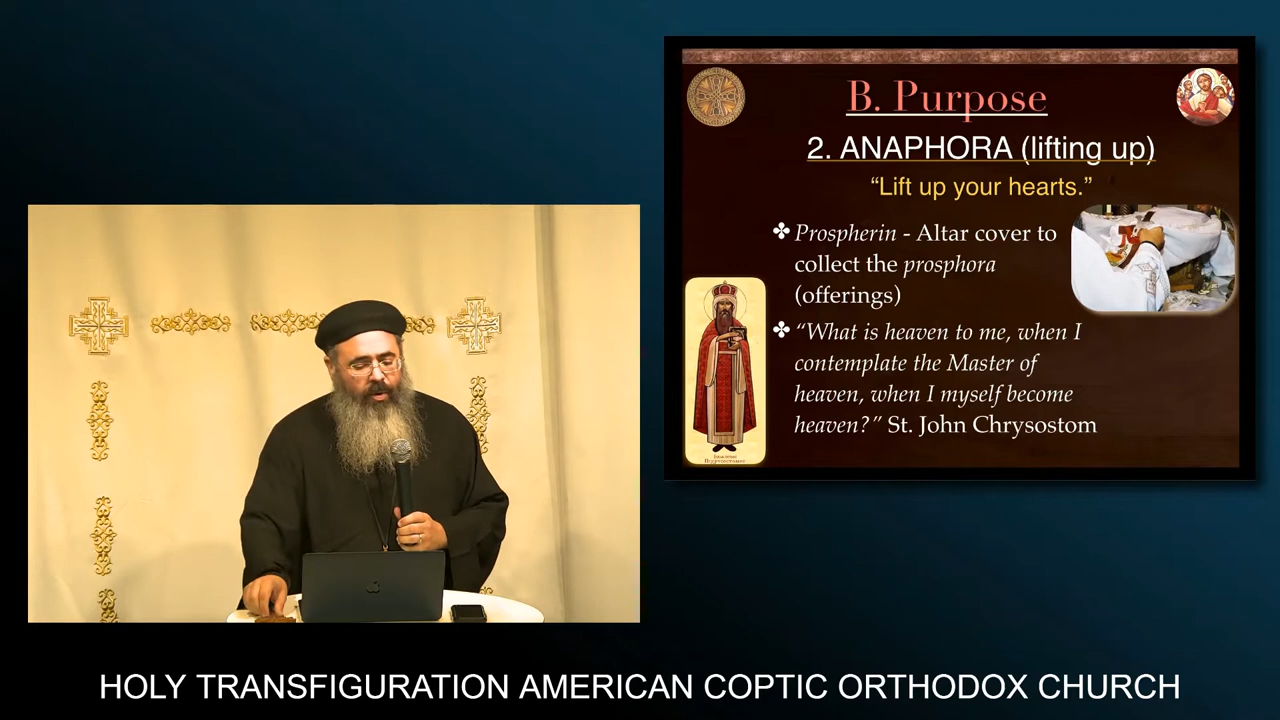 B. Purpose
2. ANAPHORA (lifting up)
“Lift up your hearts.”
Prospherin - Altar cover to
collect the prosphora
(offerings)
“What is heaven to me, when I
contemplate the Master of
heaven, when I myself become
heaven?” St. John Chrysostom
HOLY TRANSFIGURATION AMERICAN COPTIC ORTHODOX CHURCH